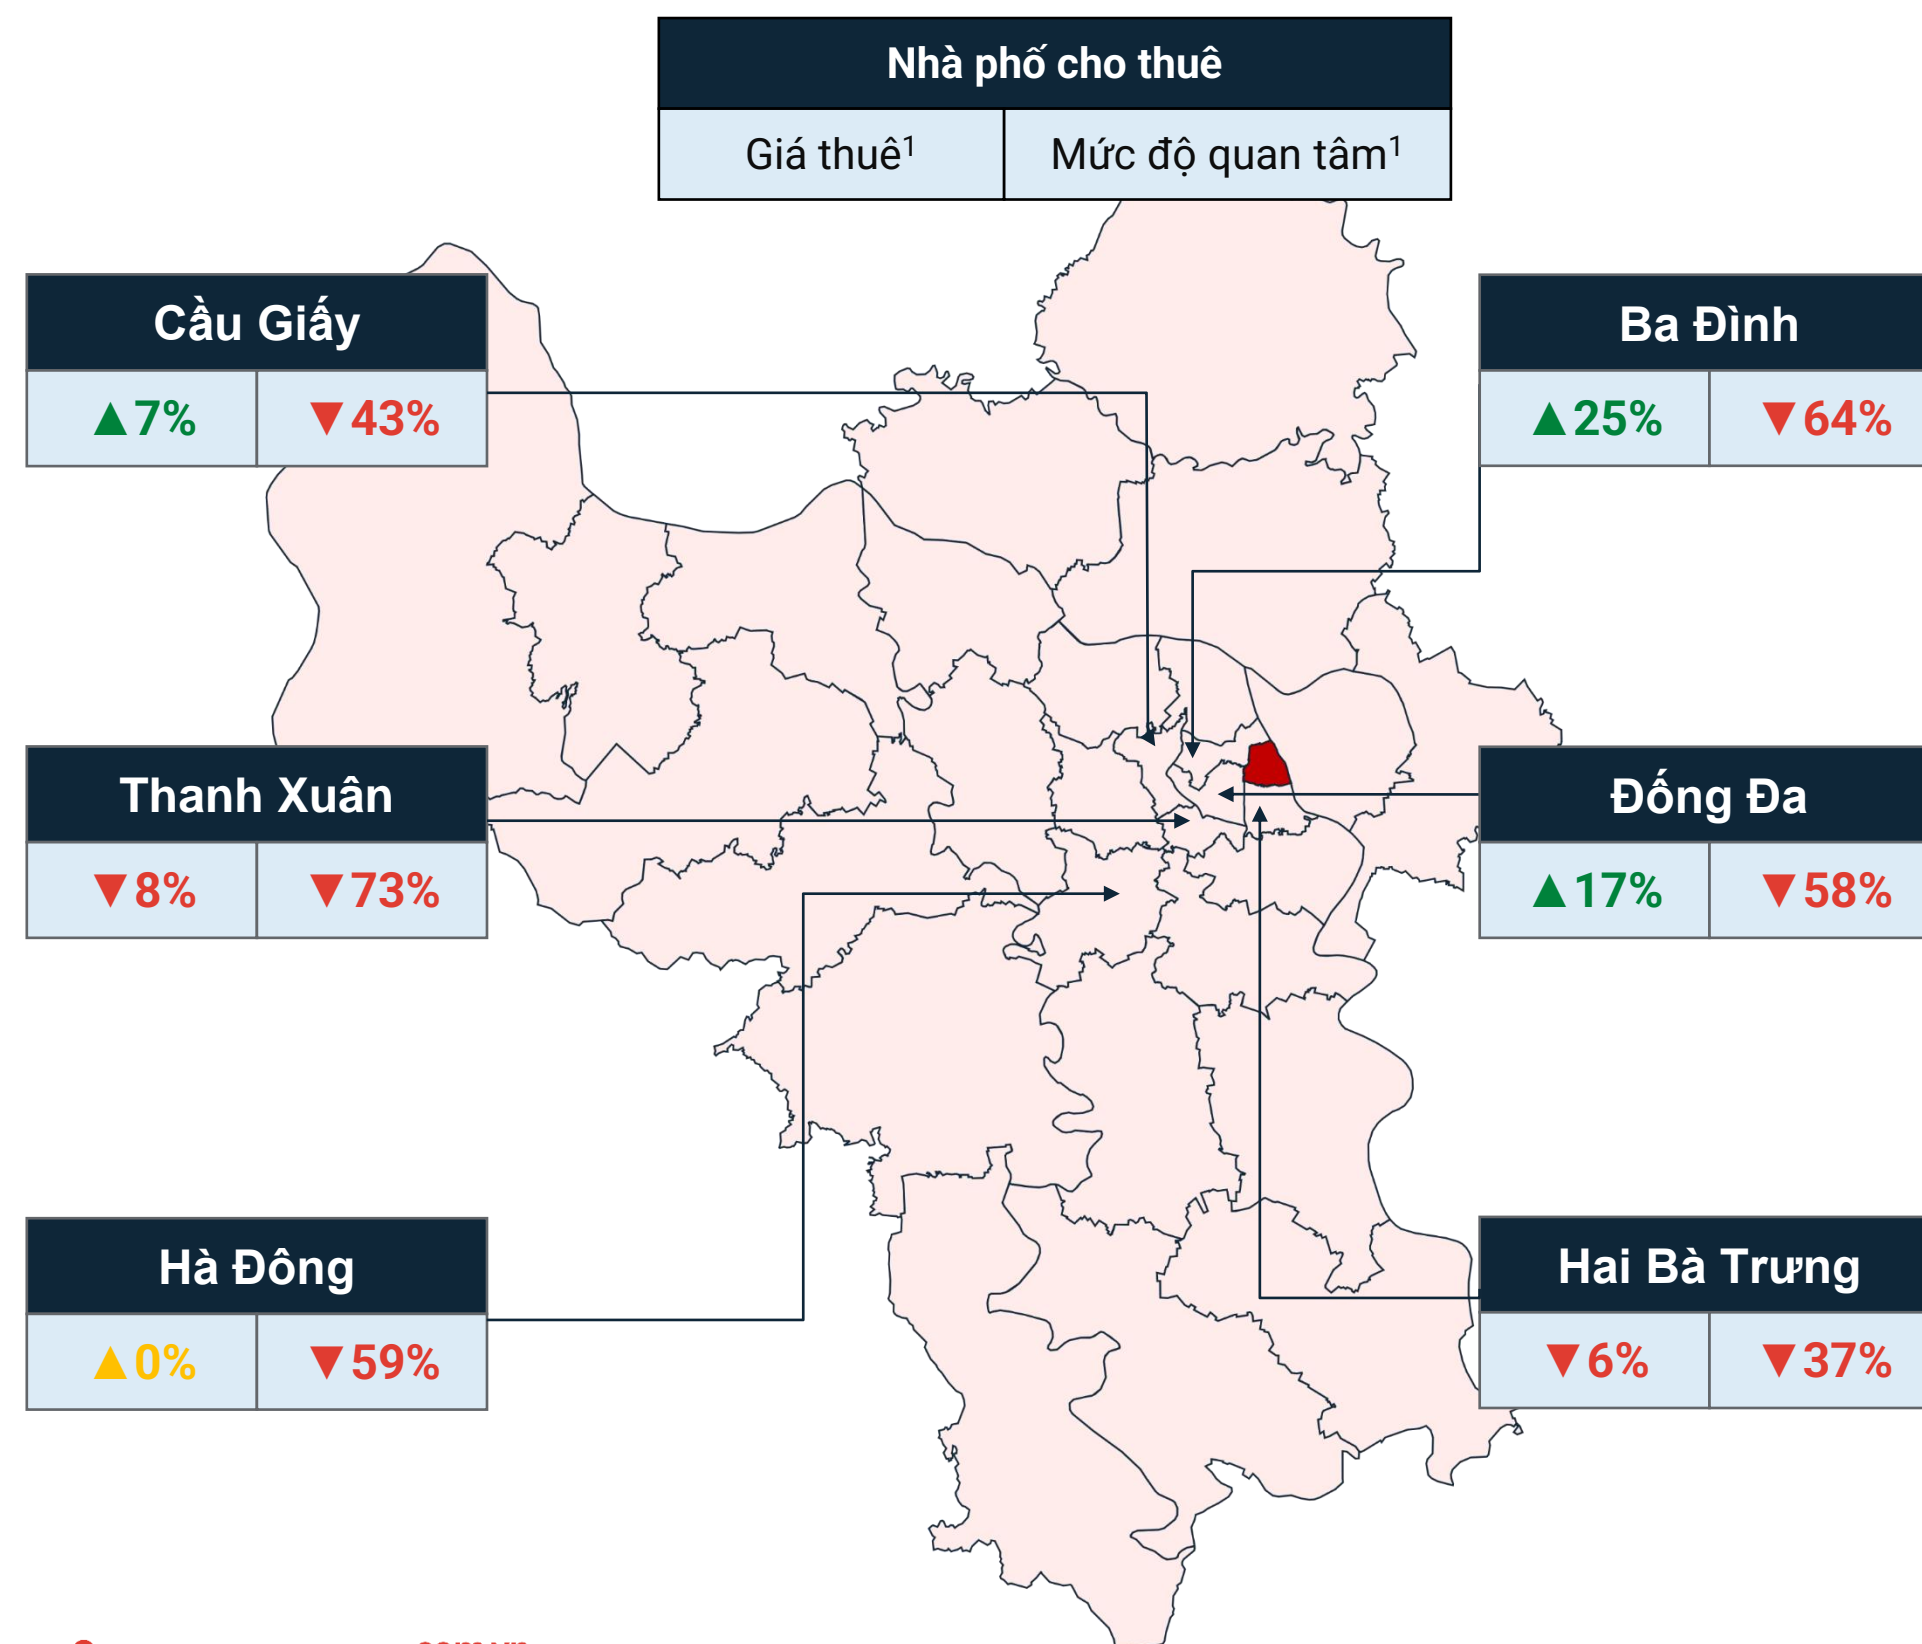 Nhà phố cho thuê
Giá thuê¹ Mức độ quan tâm¹
Cầu Giấy
▲7% ▼43%
Ba Đình
▲25% ▼64%
Thanh Xuân
▼8% ▼73%
Đống Đa
▲17% ▼58%
Hà Đông
▲0% ▼59%
Hai Bà Trưng
▼6% ▼37%